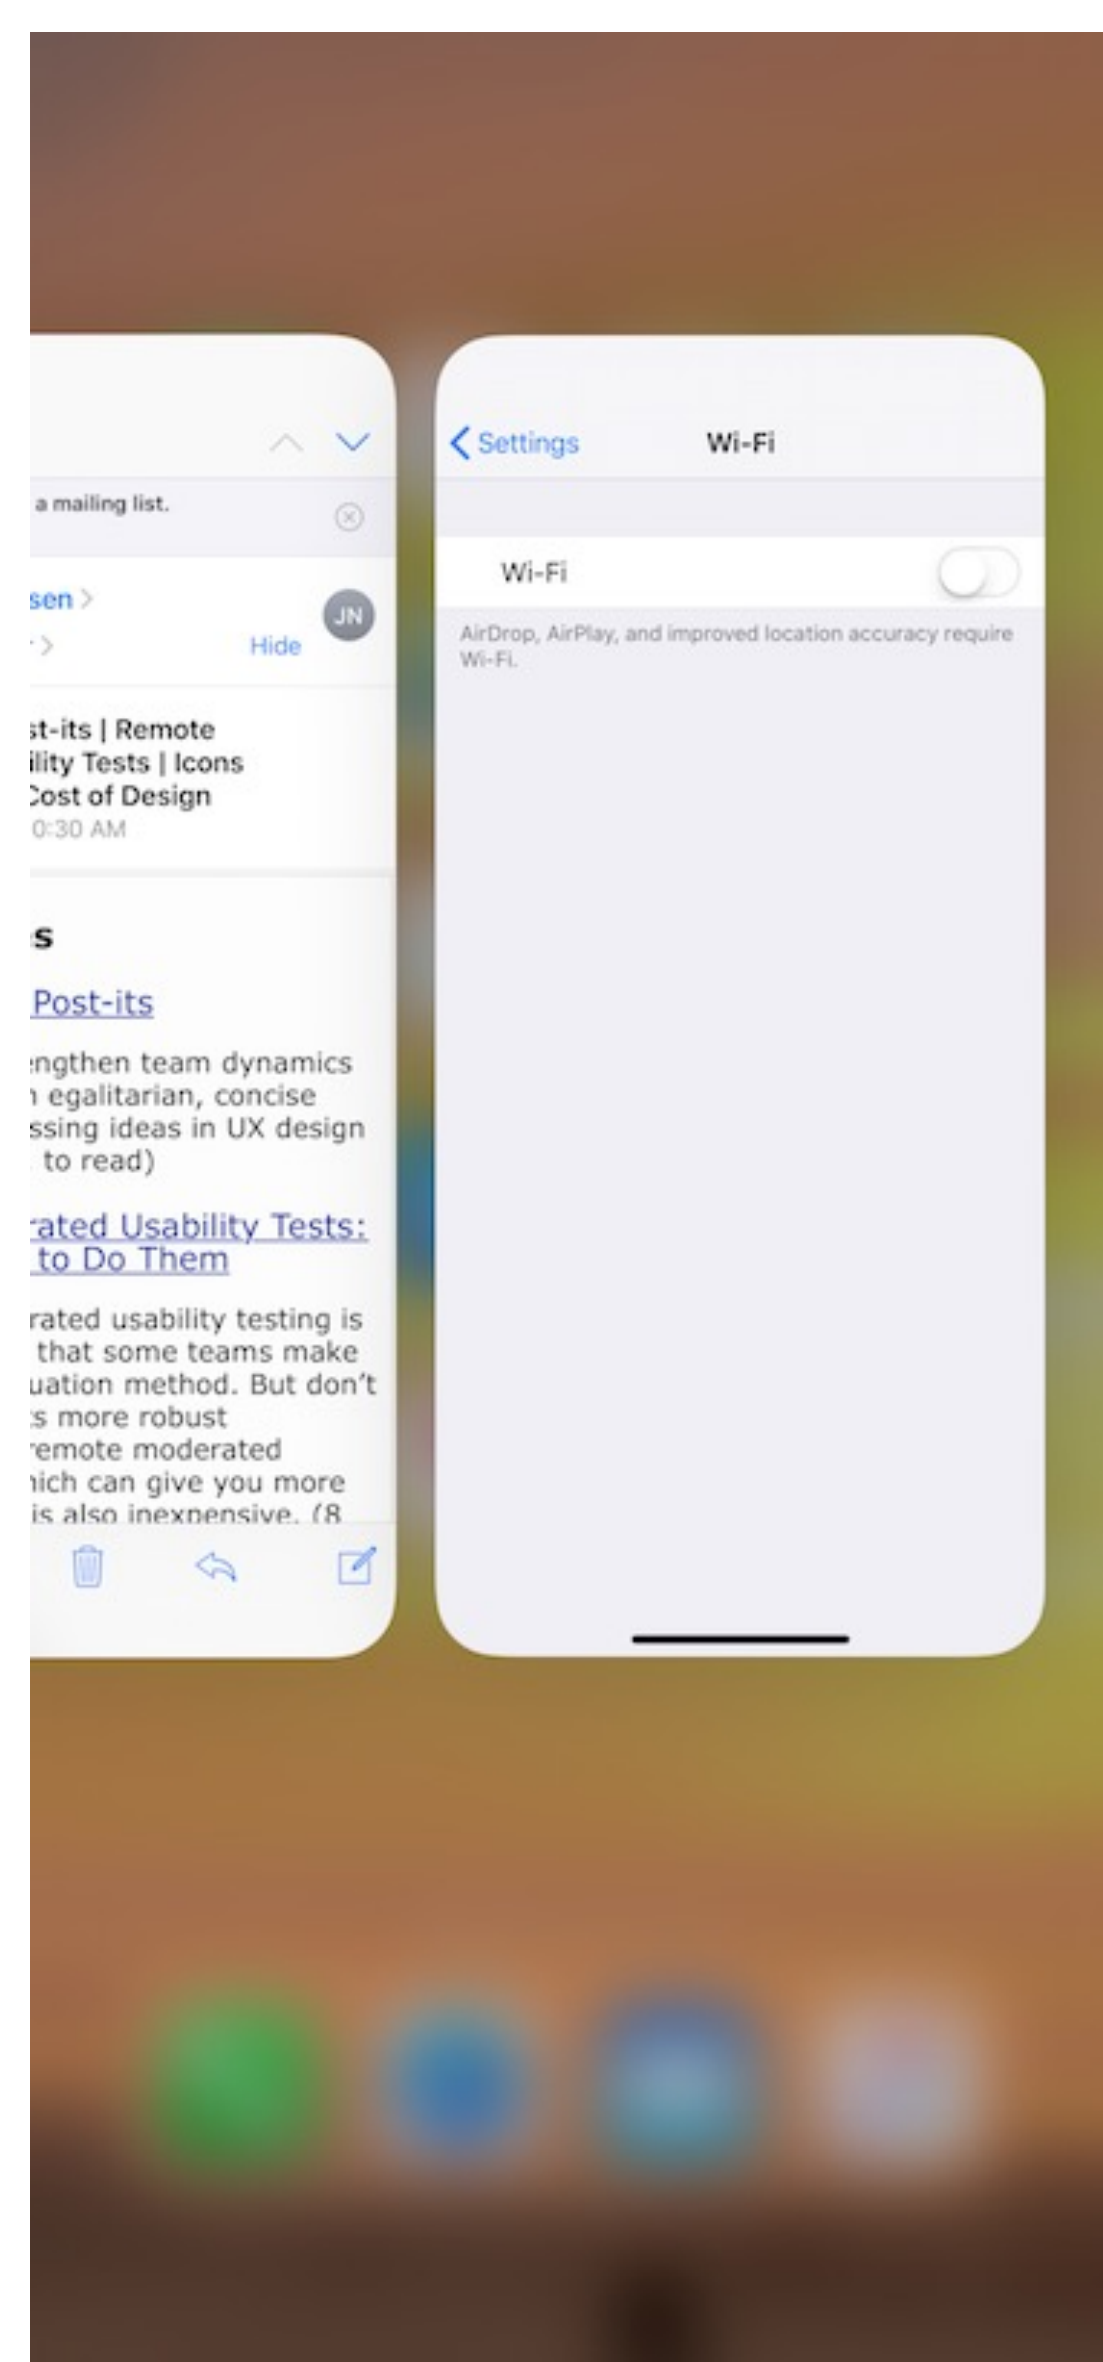 a mailing list.
sen >
>
Hide
JN
st-its | Remote
ility Tests | Icons
Cost of Design
0:30 AM
s
Post-its
engthen team dynamics
n egalitarian, concise
ssing ideas in UX design
to read)
rated Usability Tests:
to Do Them
rated usability testing is
that some teams make
uation method. But don't
s more robust
remote moderated
hich can give you more
is also inexpensive. (8
Settings
Wi-Fi
Wi-Fi
AirDrop, AirPlay, and improved location accuracy require
Wi-Fi.